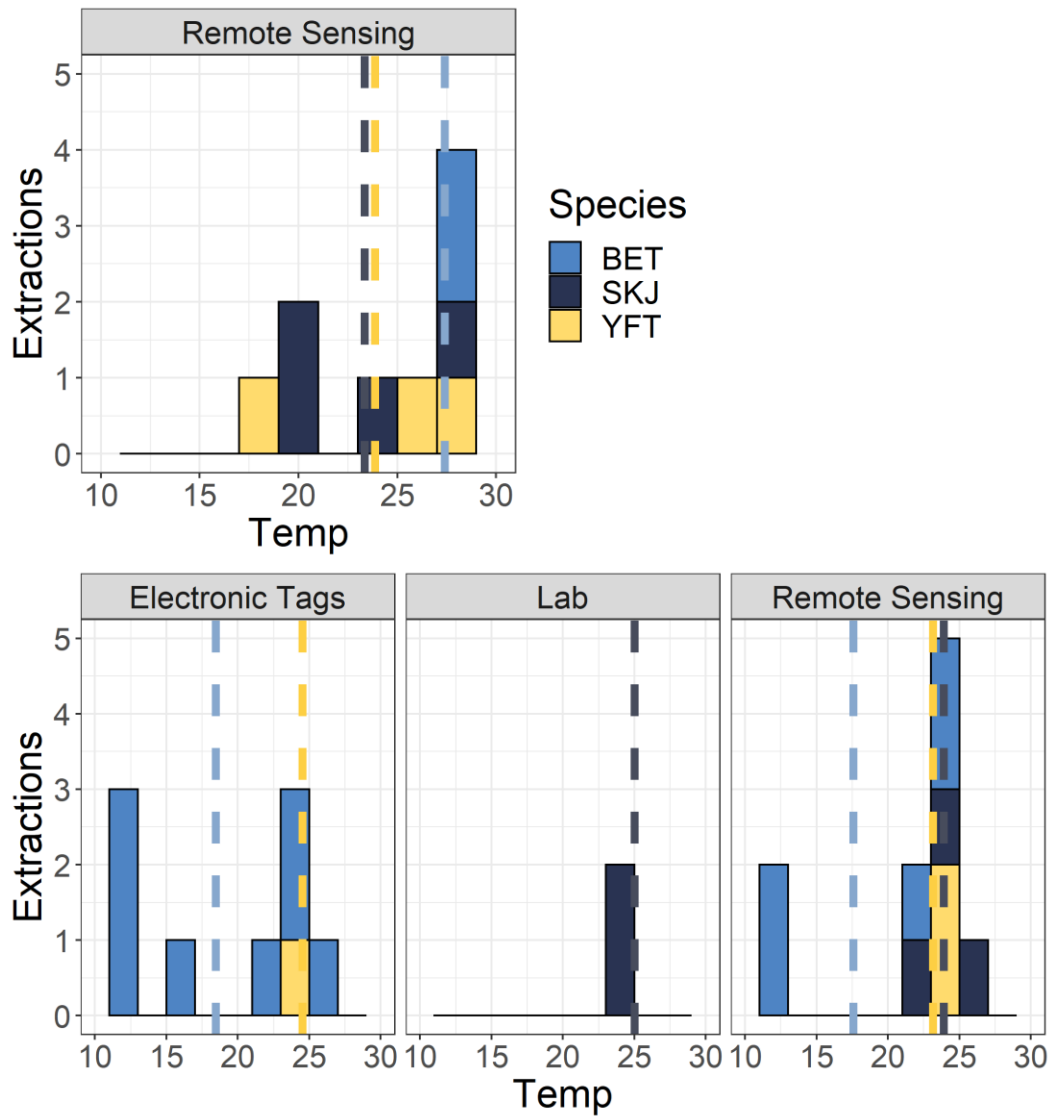 Remote Sensing
5
4
3
2
1
0
Extractions
10 15 20 25 30
Temp
Species
BET
SKJ
YFT
Electronic Tags Lab Remote Sensing
5
4
3
2
1
0
Extractions
10 15 20 25 30 10 15 20 25 30 10 15 20 25 30
Temp